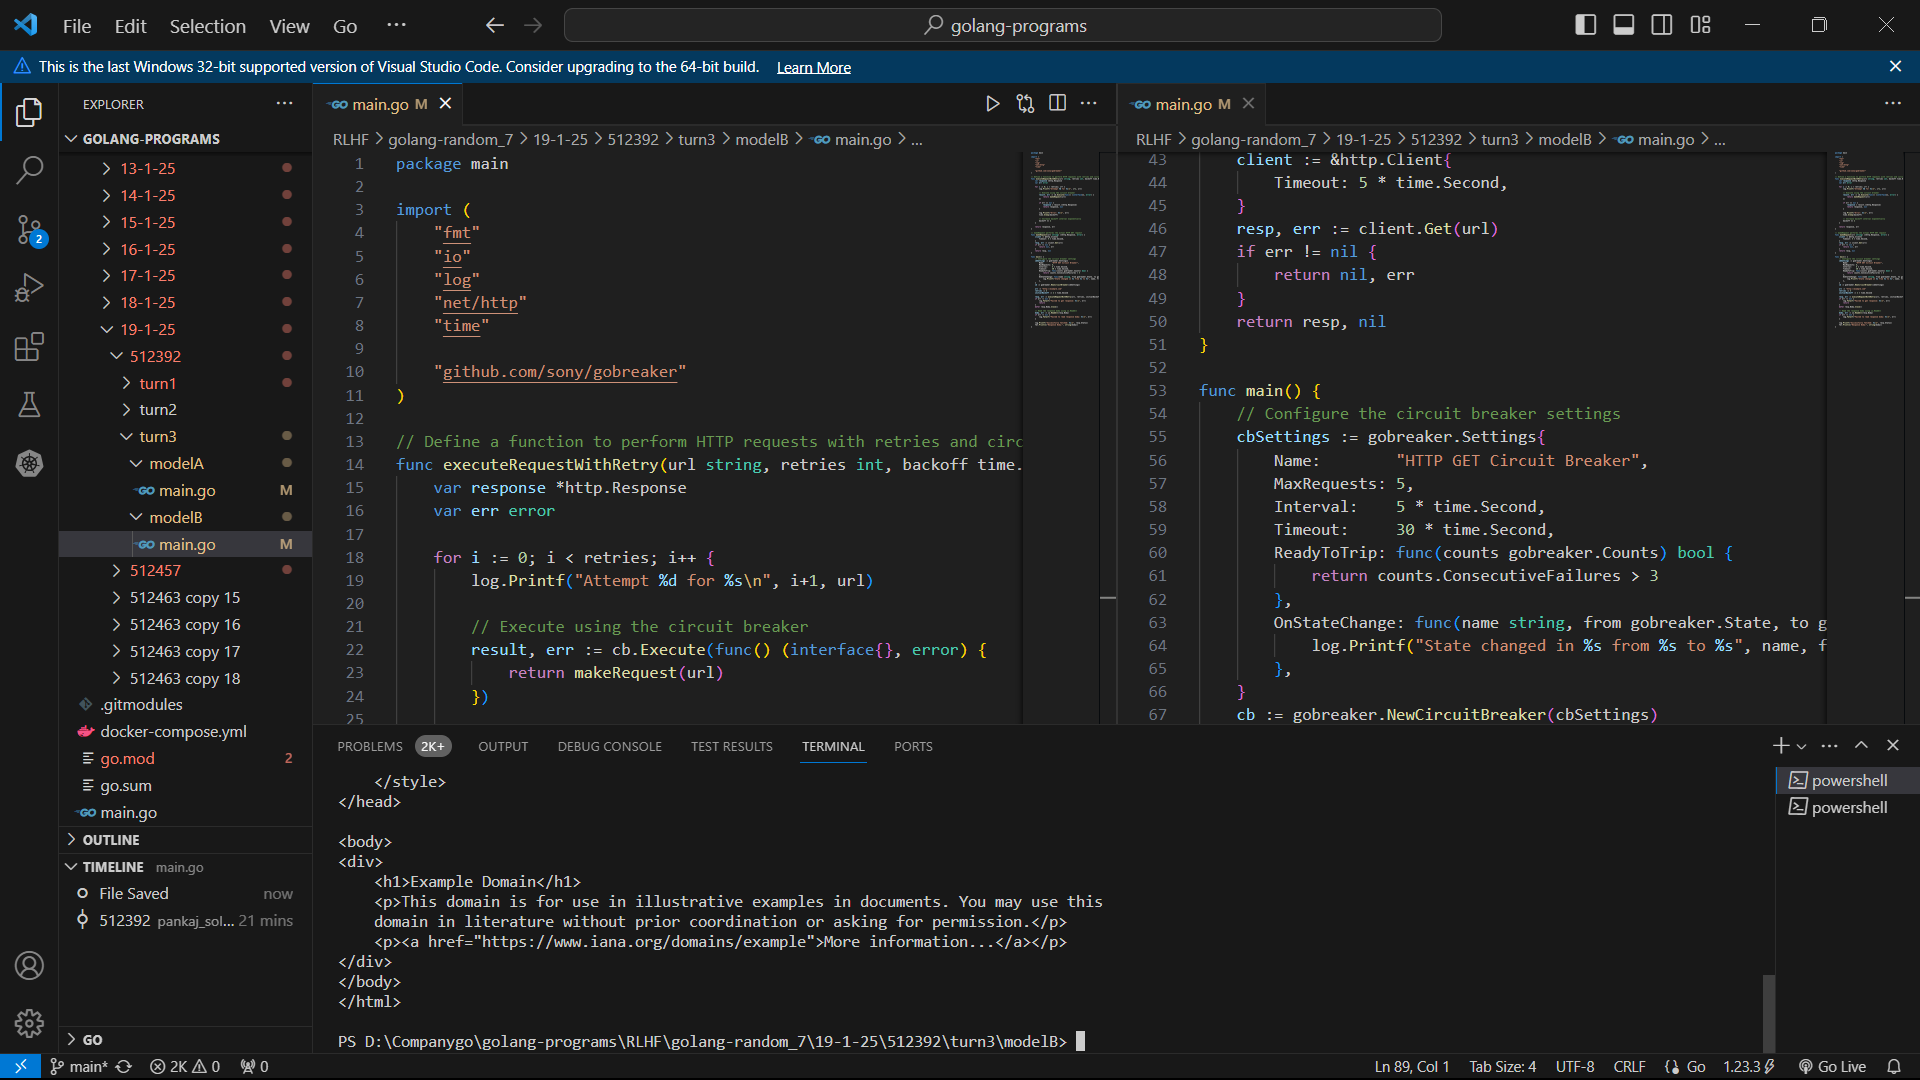 File Edit Selection View Go ···
golang-programs
This is the last Windows 32-bit supported version of Visual Studio Code. Consider upgrading to the 64-bit build. Learn More
EXPLORER
GOLANG-PROGRAMS
13-1-25
14-1-25
15-1-25
16-1-25
17-1-25
18-1-25
19-1-25
512392
turn1
turn2
turn3
modelA
main.go M
modelB
main.go M
512457
512463 copy 15
512463 copy 16
512463 copy 17
512463 copy 18
.gitmodules
docker-compose.yml
go.mod 2
go.sum
main.go
OUTLINE
TIMELINE main.go
File Saved now
512392 pankaj_sol... 21 mins
GO
2
main.go M
RLHF > golang-random_7 > 19-1-25 > 512392 > turn3 > modelB > main.go > ...
1 package main
2
3 import (
4 "fmt"
5 "io"
6 "log"
7 "net/http"
8 "time"
9
10 "github.com/sony/gobreaker"
11 )
12
13 // Define a function to perform HTTP requests with retries and circ
14 func executeRequestWithRetry(url string, retries int, backoff time.
15 var response *http.Response
16 var err error
17
18 for i := 0; i < retries; i++ {
19 log.Printf("Attempt %d for %s\n", i+1, url)
20
21 // Execute using the circuit breaker
22 result, err := cb.Execute(func() (interface{}, error) {
23 return makeRequest(url)
24 })
25
main.go M
RLHF > golang-random_7 > 19-1-25 > 512392 > turn3 > modelB > main.go > ...
43 client := &http.Client{
44 Timeout: 5 * time.Second,
45 }
46 resp, err := client.Get(url)
47 if err != nil {
48 return nil, err
49 }
50 return resp, nil
51 }
52
53 func main() {
54 // Configure the circuit breaker settings
55 cbSettings := gobreaker.Settings{
56 Name: "HTTP GET Circuit Breaker",
57 MaxRequests: 5,
58 Interval: 5 * time.Second,
59 Timeout: 30 * time.Second,
60 ReadyToTrip: func(counts gobreaker.Counts) bool {
61 return counts.ConsecutiveFailures > 3
62 },
63 OnStateChange: func(name string, from gobreaker.State, to g
64 log.Printf("State changed in %s from %s to %s", name, f
65 },
66 }
67 cb := gobreaker.NewCircuitBreaker(cbSettings)
PROBLEMS 2K+ OUTPUT DEBUG CONSOLE TEST RESULTS TERMINAL PORTS
</style>
</head>
<body>
<div>
<h1>Example Domain</h1>
<p>This domain is for use in illustrative examples in documents. You may use this
domain in literature without prior coordination or asking for permission.</p>
<p><a href="https://www.iana.org/domains/example">More information...</a></p>
</div>
</body>
</html>
PS D:\Companygo\golang-programs\RLHF\golang-random_7\19-1-25\512392\turn3\modelB>
powershell
powershell
main* 2K 0 0
Ln 89, Col 1 Tab Size: 4 UTF-8 CRLF Go 1.23.3 Go Live